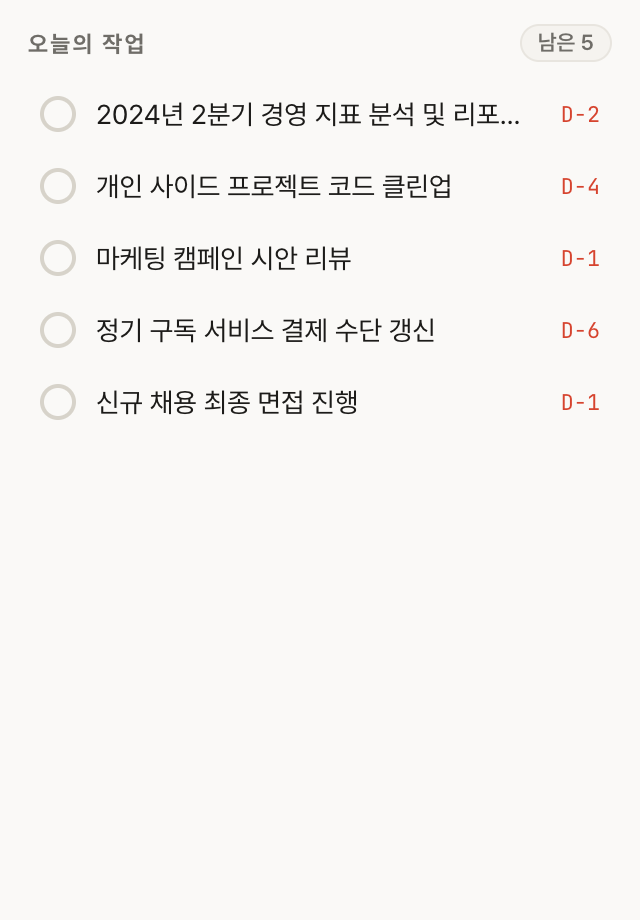 오늘의 작업
남은 5
2024년 2분기 경영 지표 분석 및 리포... D-2
개인 사이드 프로젝트 코드 클린업 D-4
마케팅 캠페인 시안 리뷰 D-1
정기 구독 서비스 결제 수단 갱신 D-6
신규 채용 최종 면접 진행 D-1